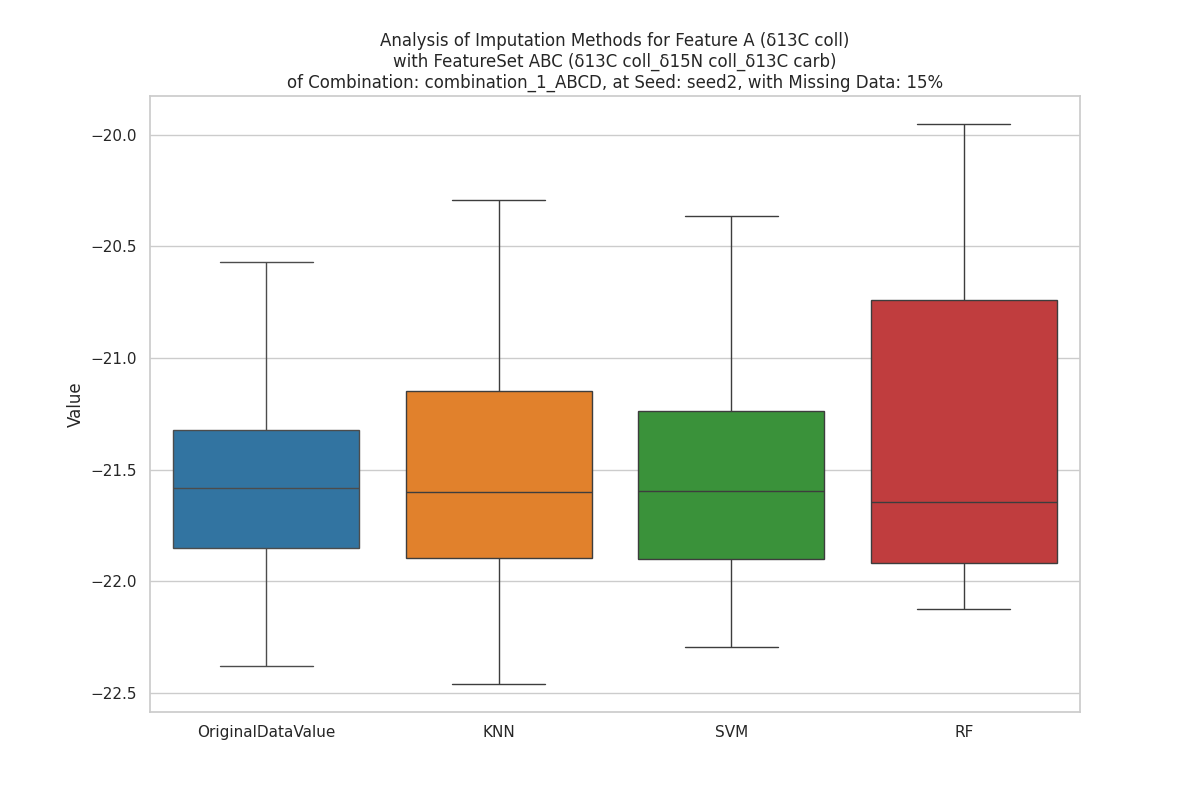 Analysis of Imputation Methods for Feature A (δ13C coll)
with FeatureSet ABC (δ13C coll_δ15N coll_δ13C carb)
of Combination: combination_1_ABCD, at Seed: seed2, with Missing Data: 15%
Value
−20.0
−20.5
−21.0
−21.5
−22.0
−22.5
OriginalDataValue
KNN
SVM
RF